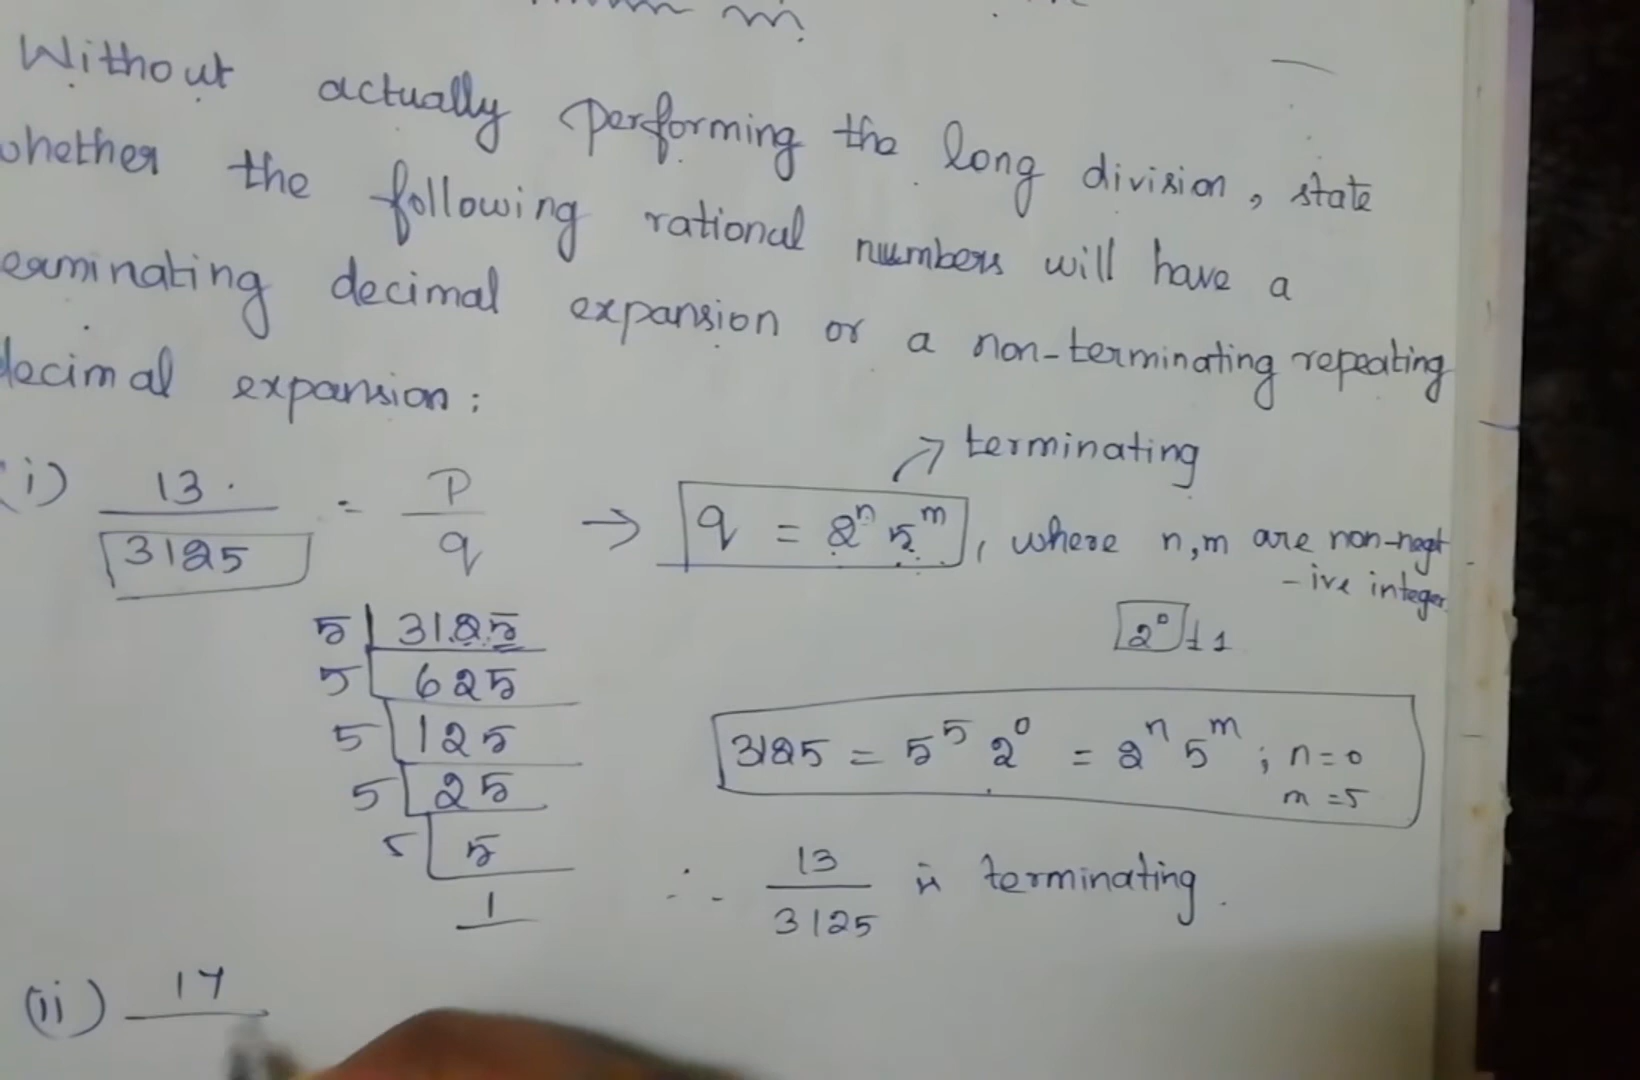 Without actually performing the long division, state
whether the following rational numbers will have a
erminating decimal expansion or a non-terminating repeating
decimal expansion:
→ terminating
(i) 13/3125 = P/q → q = 2^n 5^m, where n,m are non-negt
-ive integer.
5 | 3125
5 | 625
5 | 125
5 | 25
5 | 5
1
2^0 = 1
3125 = 5^5 2^0 = 2^n 5^m ; n=0
m=5
∴ 13/3125 is terminating.
(ii) 17